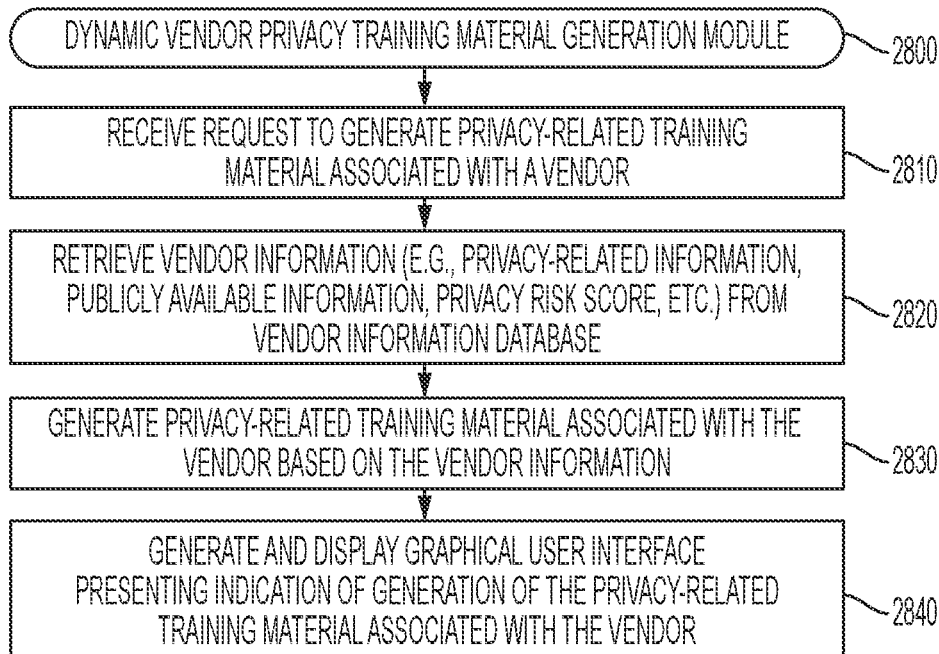 DYNAMIC VENDOR PRIVACY TRAINING MATERIAL GENERATION MODULE
2800
RECEIVE REQUEST TO GENERATE PRIVACY-RELATED TRAINING
MATERIAL ASSOCIATED WITH A VENDOR
2810
RETRIEVE VENDOR INFORMATION (E.G., PRIVACY-RELATED INFORMATION,
PUBLICLY AVAILABLE INFORMATION, PRIVACY RISK SCORE, ETC.) FROM
VENDOR INFORMATION DATABASE
2820
GENERATE PRIVACY-RELATED TRAINING MATERIAL ASSOCIATED WITH THE
VENDOR BASED ON THE VENDOR INFORMATION
2830
GENERATE AND DISPLAY GRAPHICAL USER INTERFACE
PRESENTING INDICATION OF GENERATION OF THE PRIVACY-RELATED
TRAINING MATERIAL ASSOCIATED WITH THE VENDOR
2840